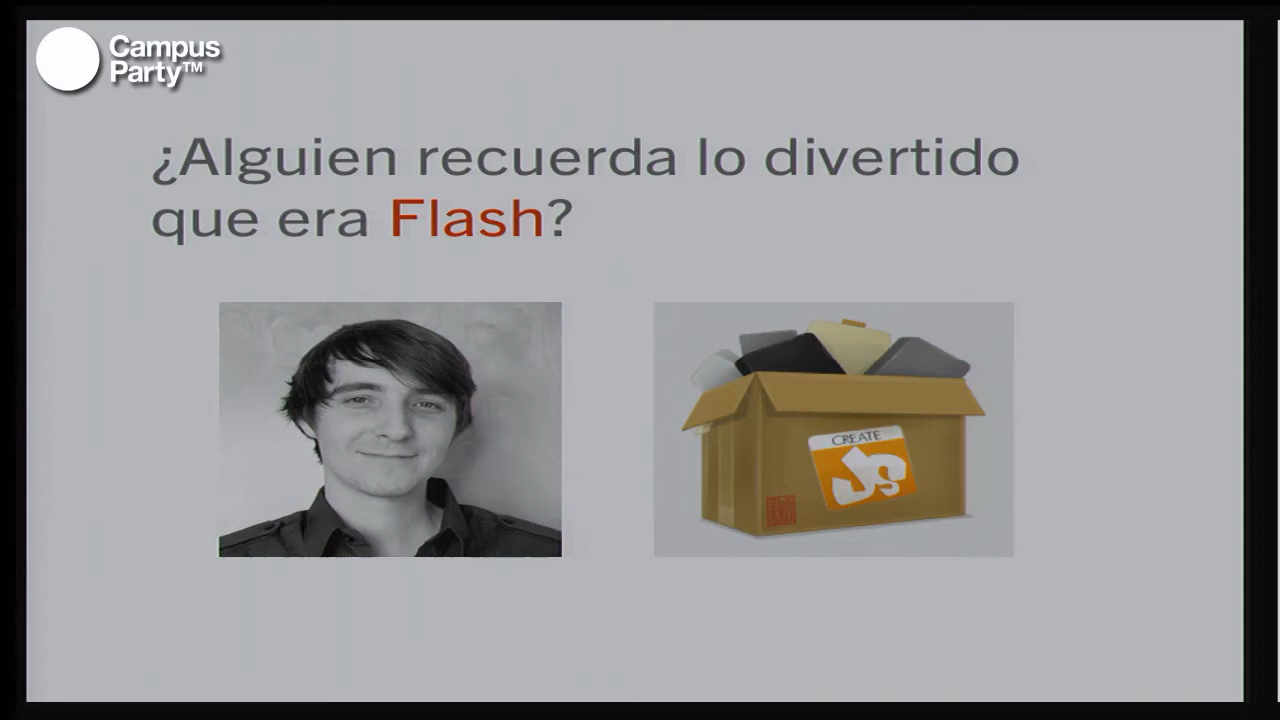 Campus
Party™
¿Alguien recuerda lo divertido
que era Flash?
CREATE
JS